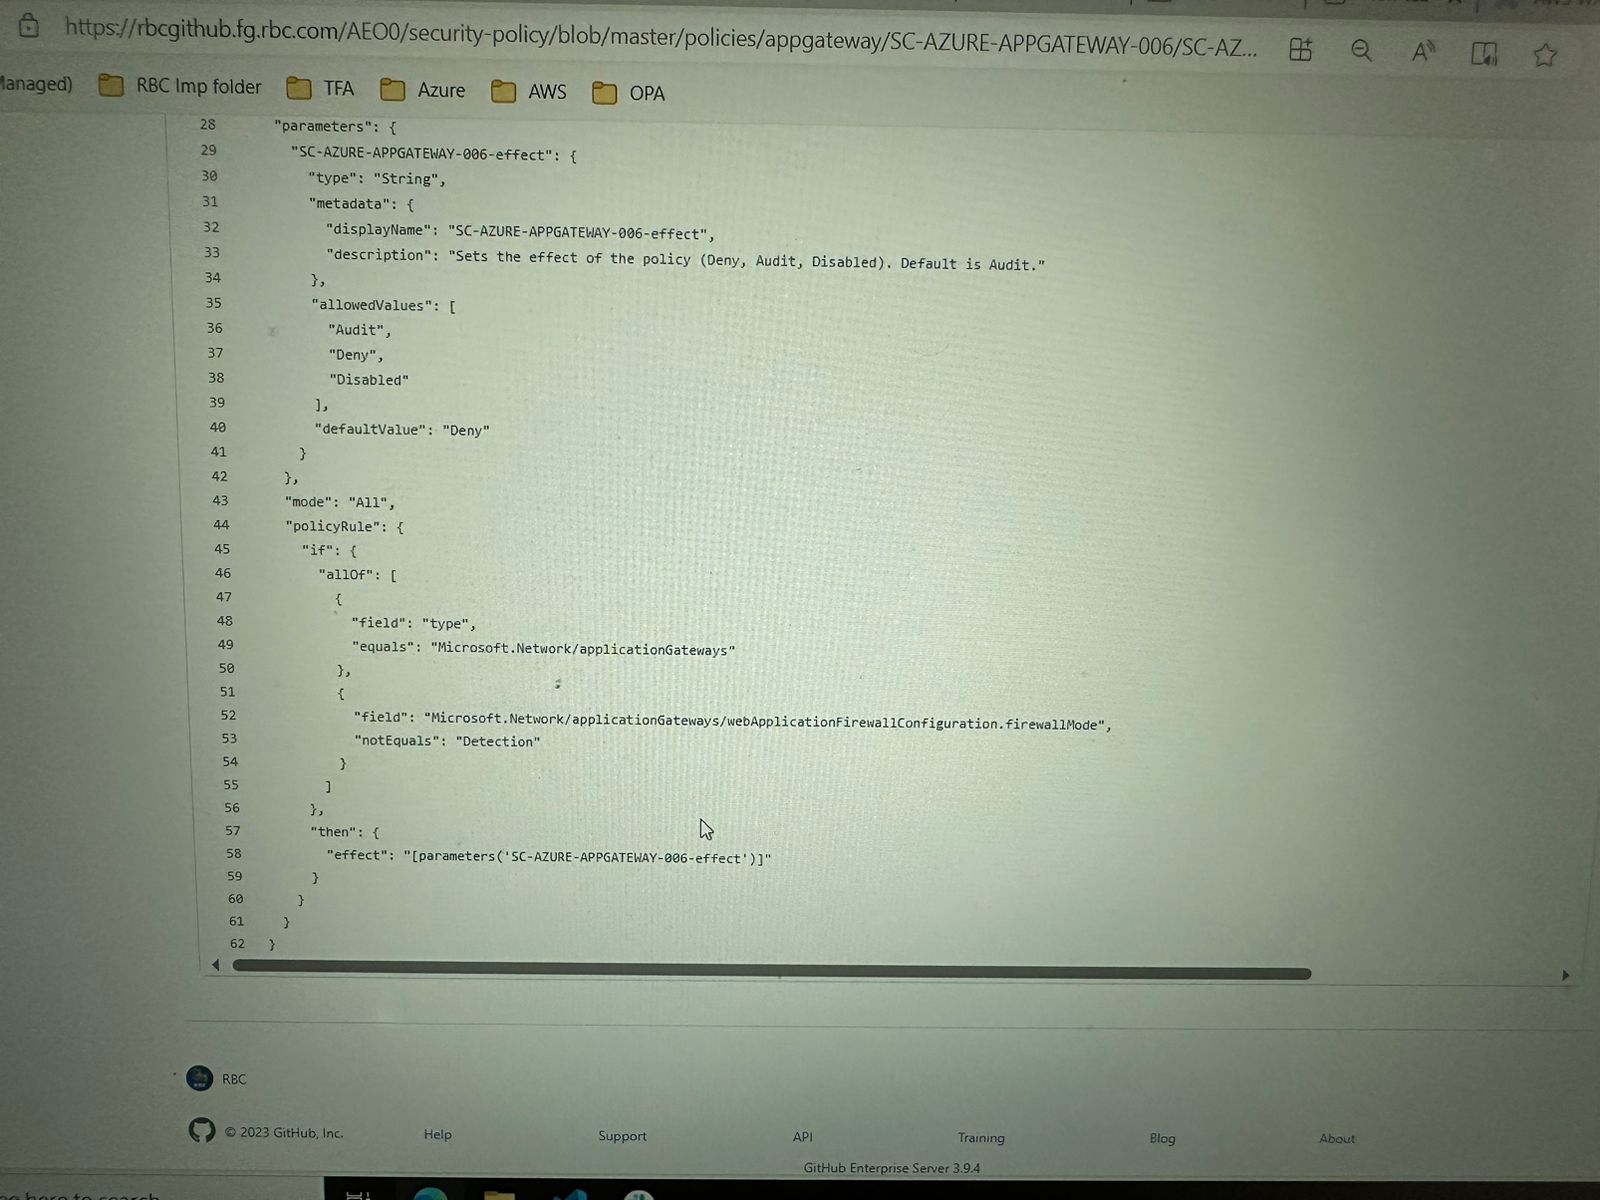 https://rbcgithub.fg.rbc.com/AEO0/security-policy/blob/master/policies/appgateway/SC-AZURE-APPGATEWAY-006/SC-AZ...
Managed) RBC Imp folder TFA Azure AWS OPA
28 "parameters": {
29 "SC-AZURE-APPGATEWAY-006-effect": {
30 "type": "String",
31 "metadata": {
32 "displayName": "SC-AZURE-APPGATEWAY-006-effect",
33 "description": "Sets the effect of the policy (Deny, Audit, Disabled). Default is Audit."
34 },
35 "allowedValues": [
36 "Audit",
37 "Deny",
38 "Disabled"
39 ],
40 "defaultValue": "Deny"
41 }
42 },
43 "mode": "All",
44 "policyRule": {
45 "if": {
46 "allOf": [
47 {
48 "field": "type",
49 "equals": "Microsoft.Network/applicationGateways"
50 },
51 {
52 "field": "Microsoft.Network/applicationGateways/webApplicationFirewallConfiguration.firewallMode",
53 "notEquals": "Detection"
54 }
55 ]
56 },
57 "then": {
58 "effect": "[parameters('SC-AZURE-APPGATEWAY-006-effect')]"
59 }
60 }
61 }
62 }
RBC
© 2023 GitHub, Inc. Help Support API Training Blog About
GitHub Enterprise Server 3.9.4
here to search